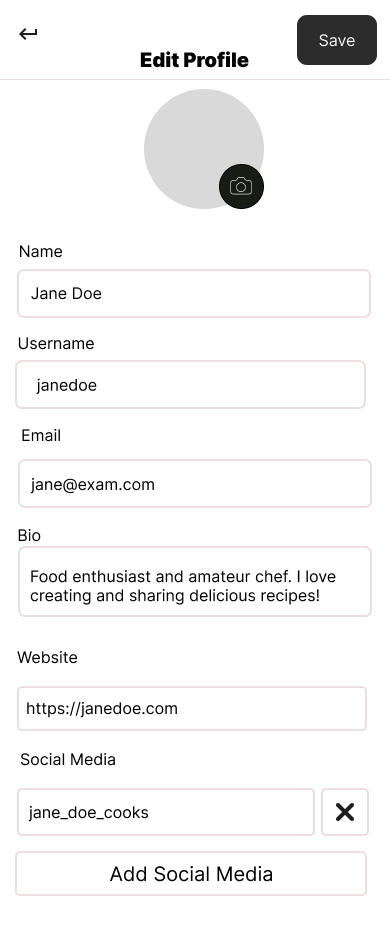 Save
Edit Profile
Name
Jane Doe
Username
janedoe
Email
jane@exam.com
Bio
Food enthusiast and amateur chef. I love
creating and sharing delicious recipes!
Website
https://janedoe.com
Social Media
jane_doe_cooks
Add Social Media